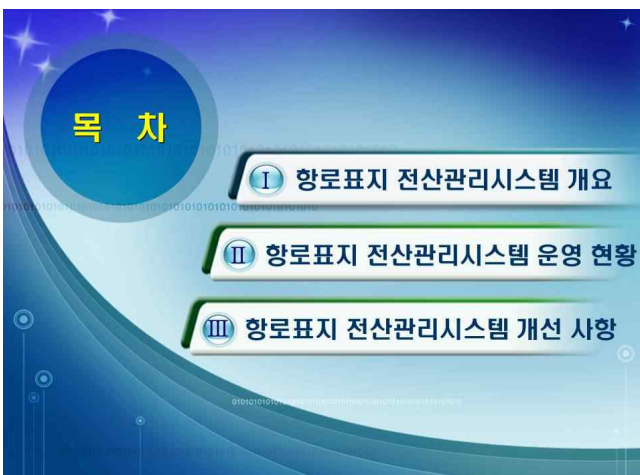 목 차
Ⅰ 항로표지 전산관리시스템 개요
Ⅱ 항로표지 전산관리시스템 운영 현황
Ⅲ 항로표지 전산관리시스템 개선 사항